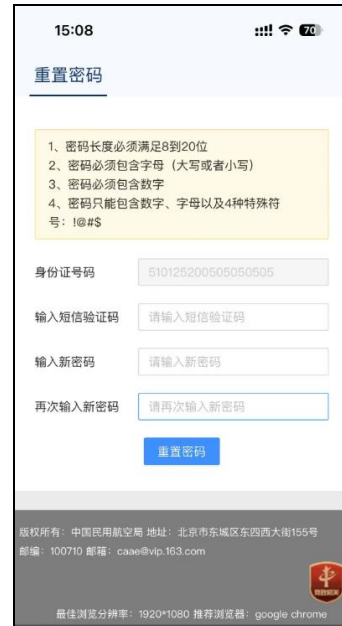 15:08
70
重置密码
1、密码长度必须满足8到20位
2、密码必须包含字母（大写或者小写）
3、密码必须包含数字
4、密码只能包含数字、字母以及4种特殊符
号：!@#$
身份证号码 510125200505050505
输入短信验证码 请输入短信验证码
输入新密码 请输入新密码
再次输入新密码 请再次输入新密码
重置密码
版权所有：中国民用航空局 地址：北京市东城区东四西大街155号
邮编：100710 邮箱：caae@vip.163.com
党政机关
最佳浏览分辨率：1920*1080 推荐浏览器：google chrome